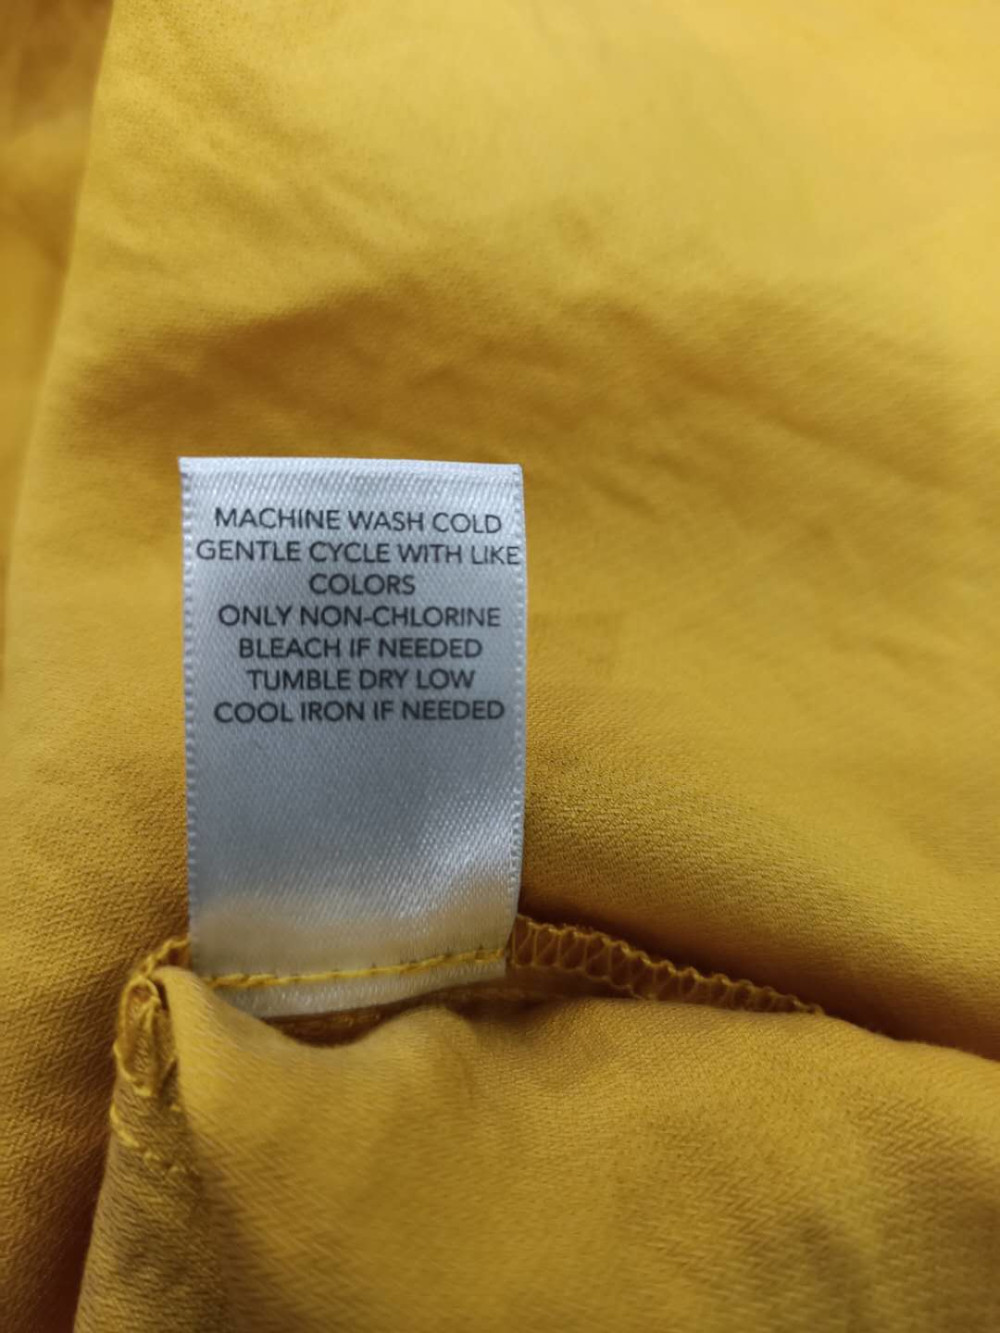 MACHINE WASH COLD
GENTLE CYCLE WITH LIKE
COLORS
ONLY NON-CHLORINE
BLEACH IF NEEDED
TUMBLE DRY LOW
COOL IRON IF NEEDED